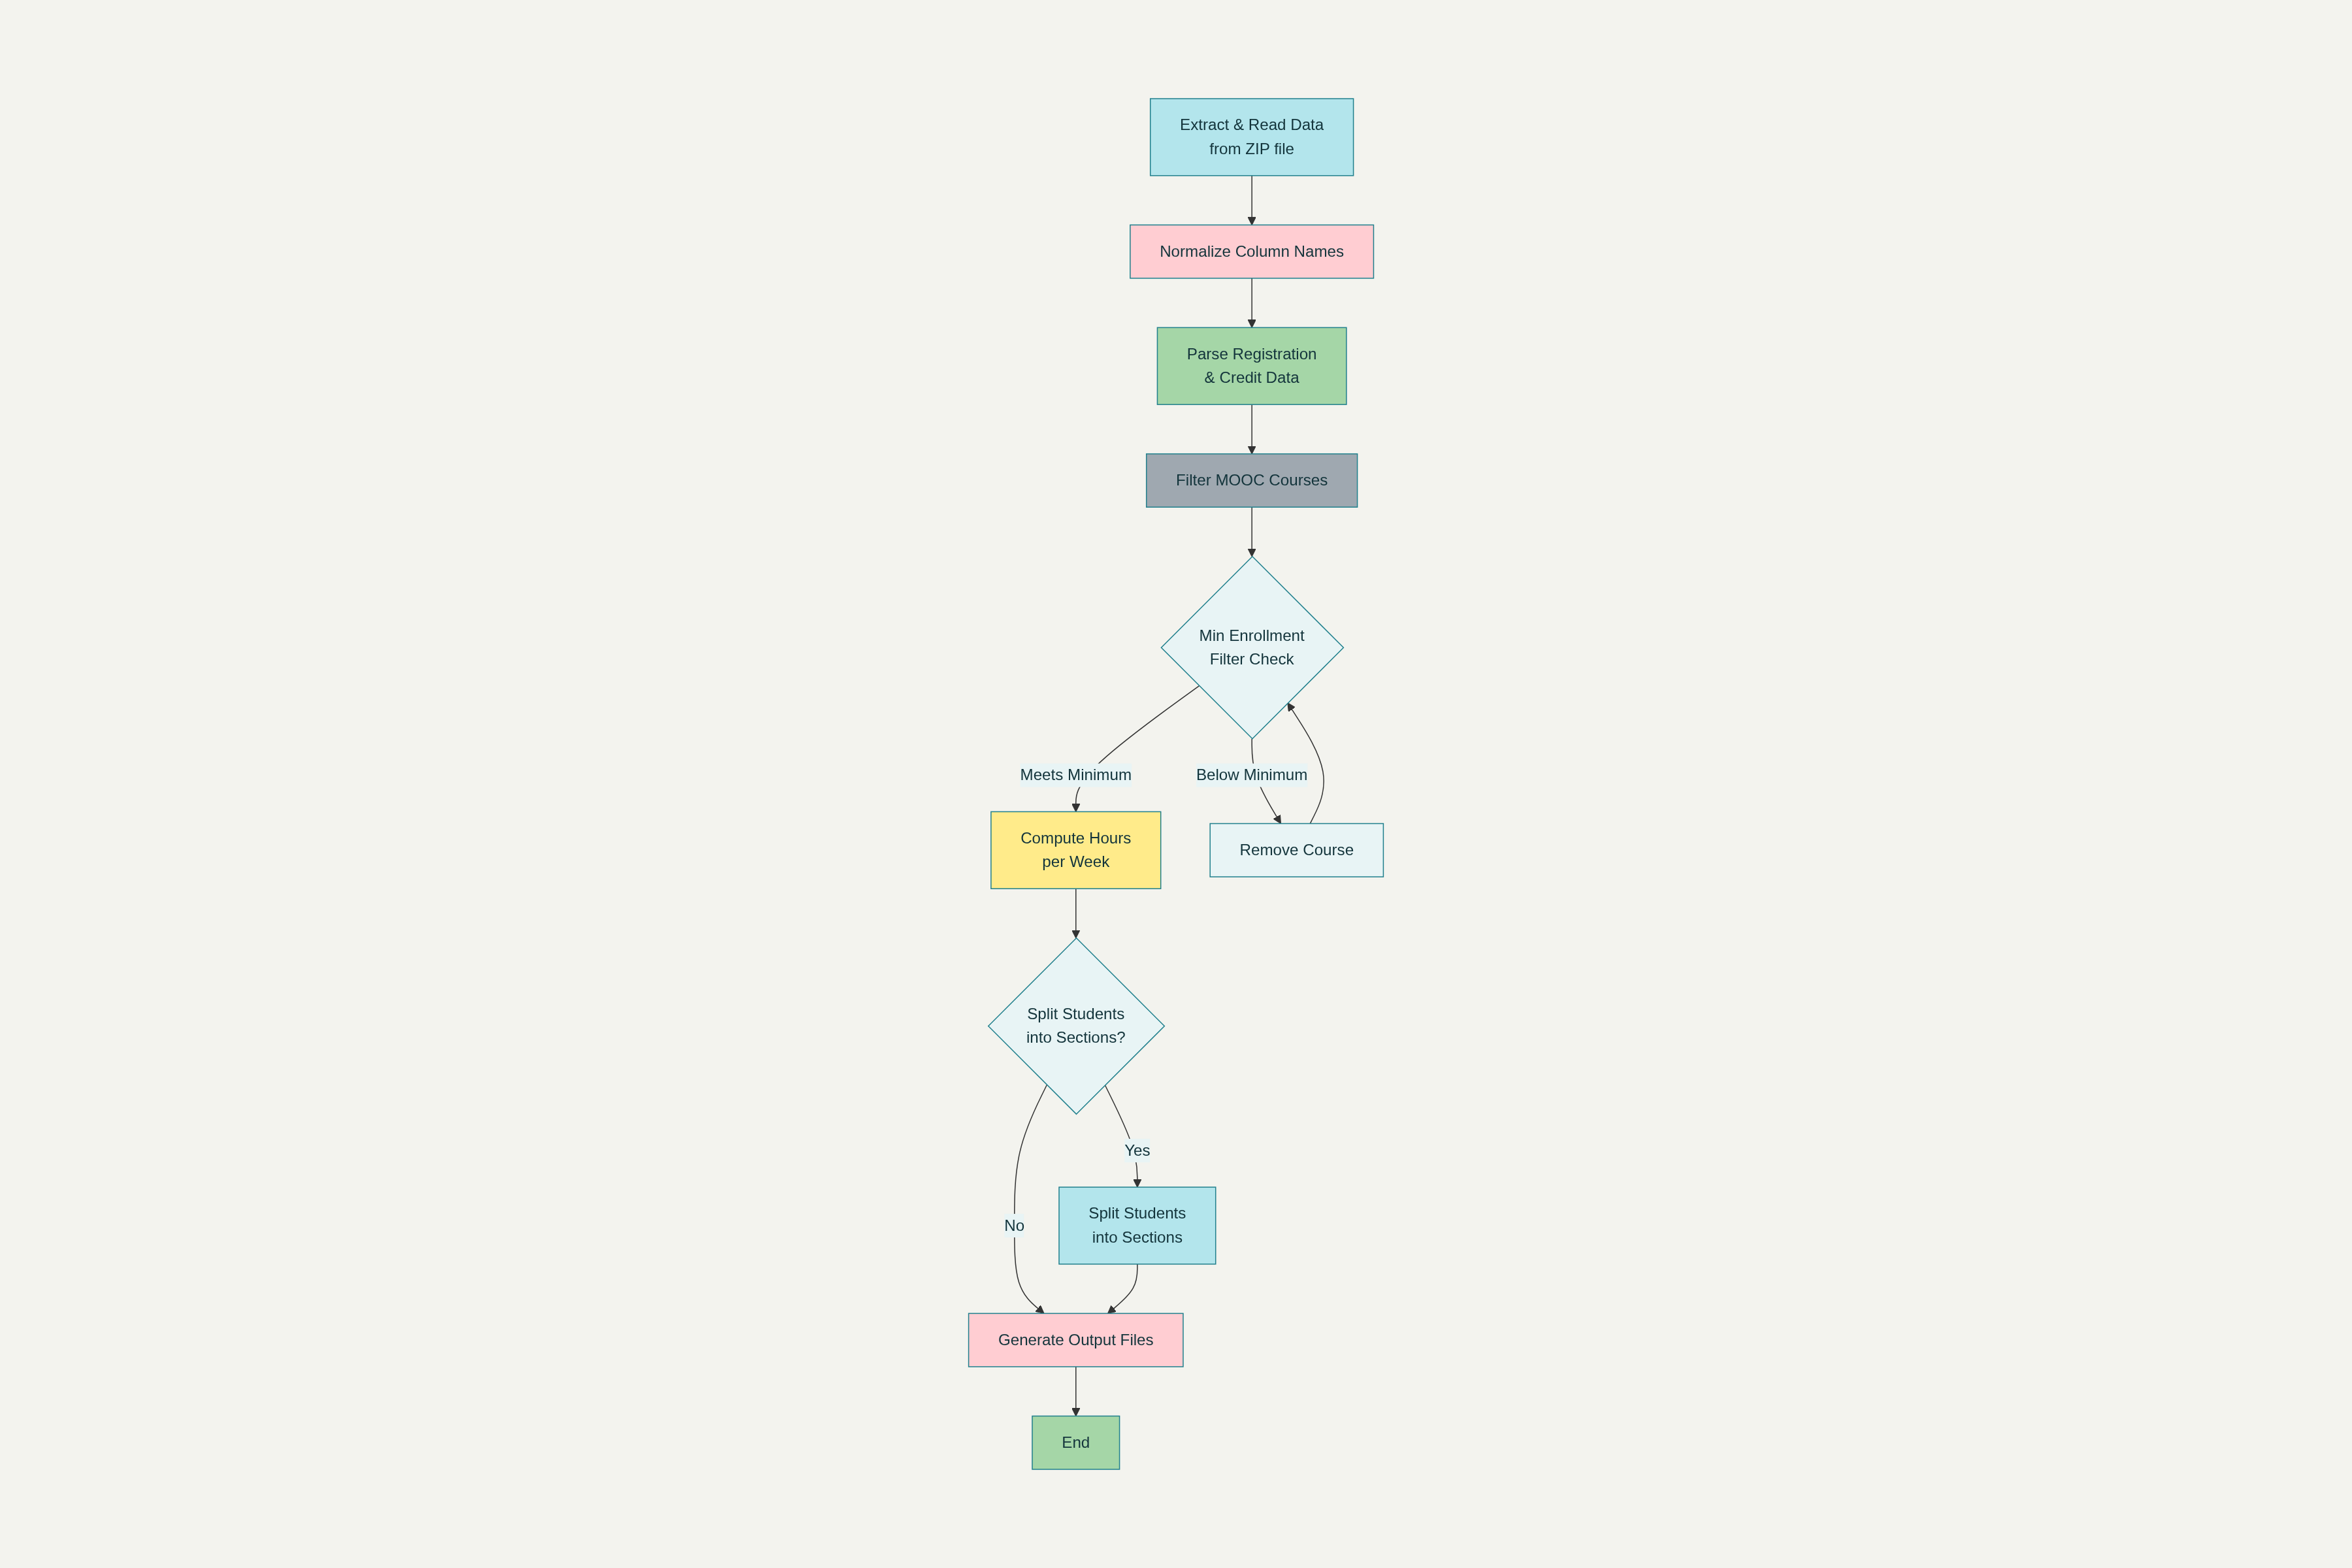 Extract & Read Data
from ZIP file
Normalize Column Names
Parse Registration
& Credit Data
Filter MOOC Courses
Min Enrollment
Filter Check
Meets Minimum
Below Minimum
Compute Hours
per Week
Remove Course
Split Students
into Sections?
Yes
Split Students
into Sections
No
Generate Output Files
End